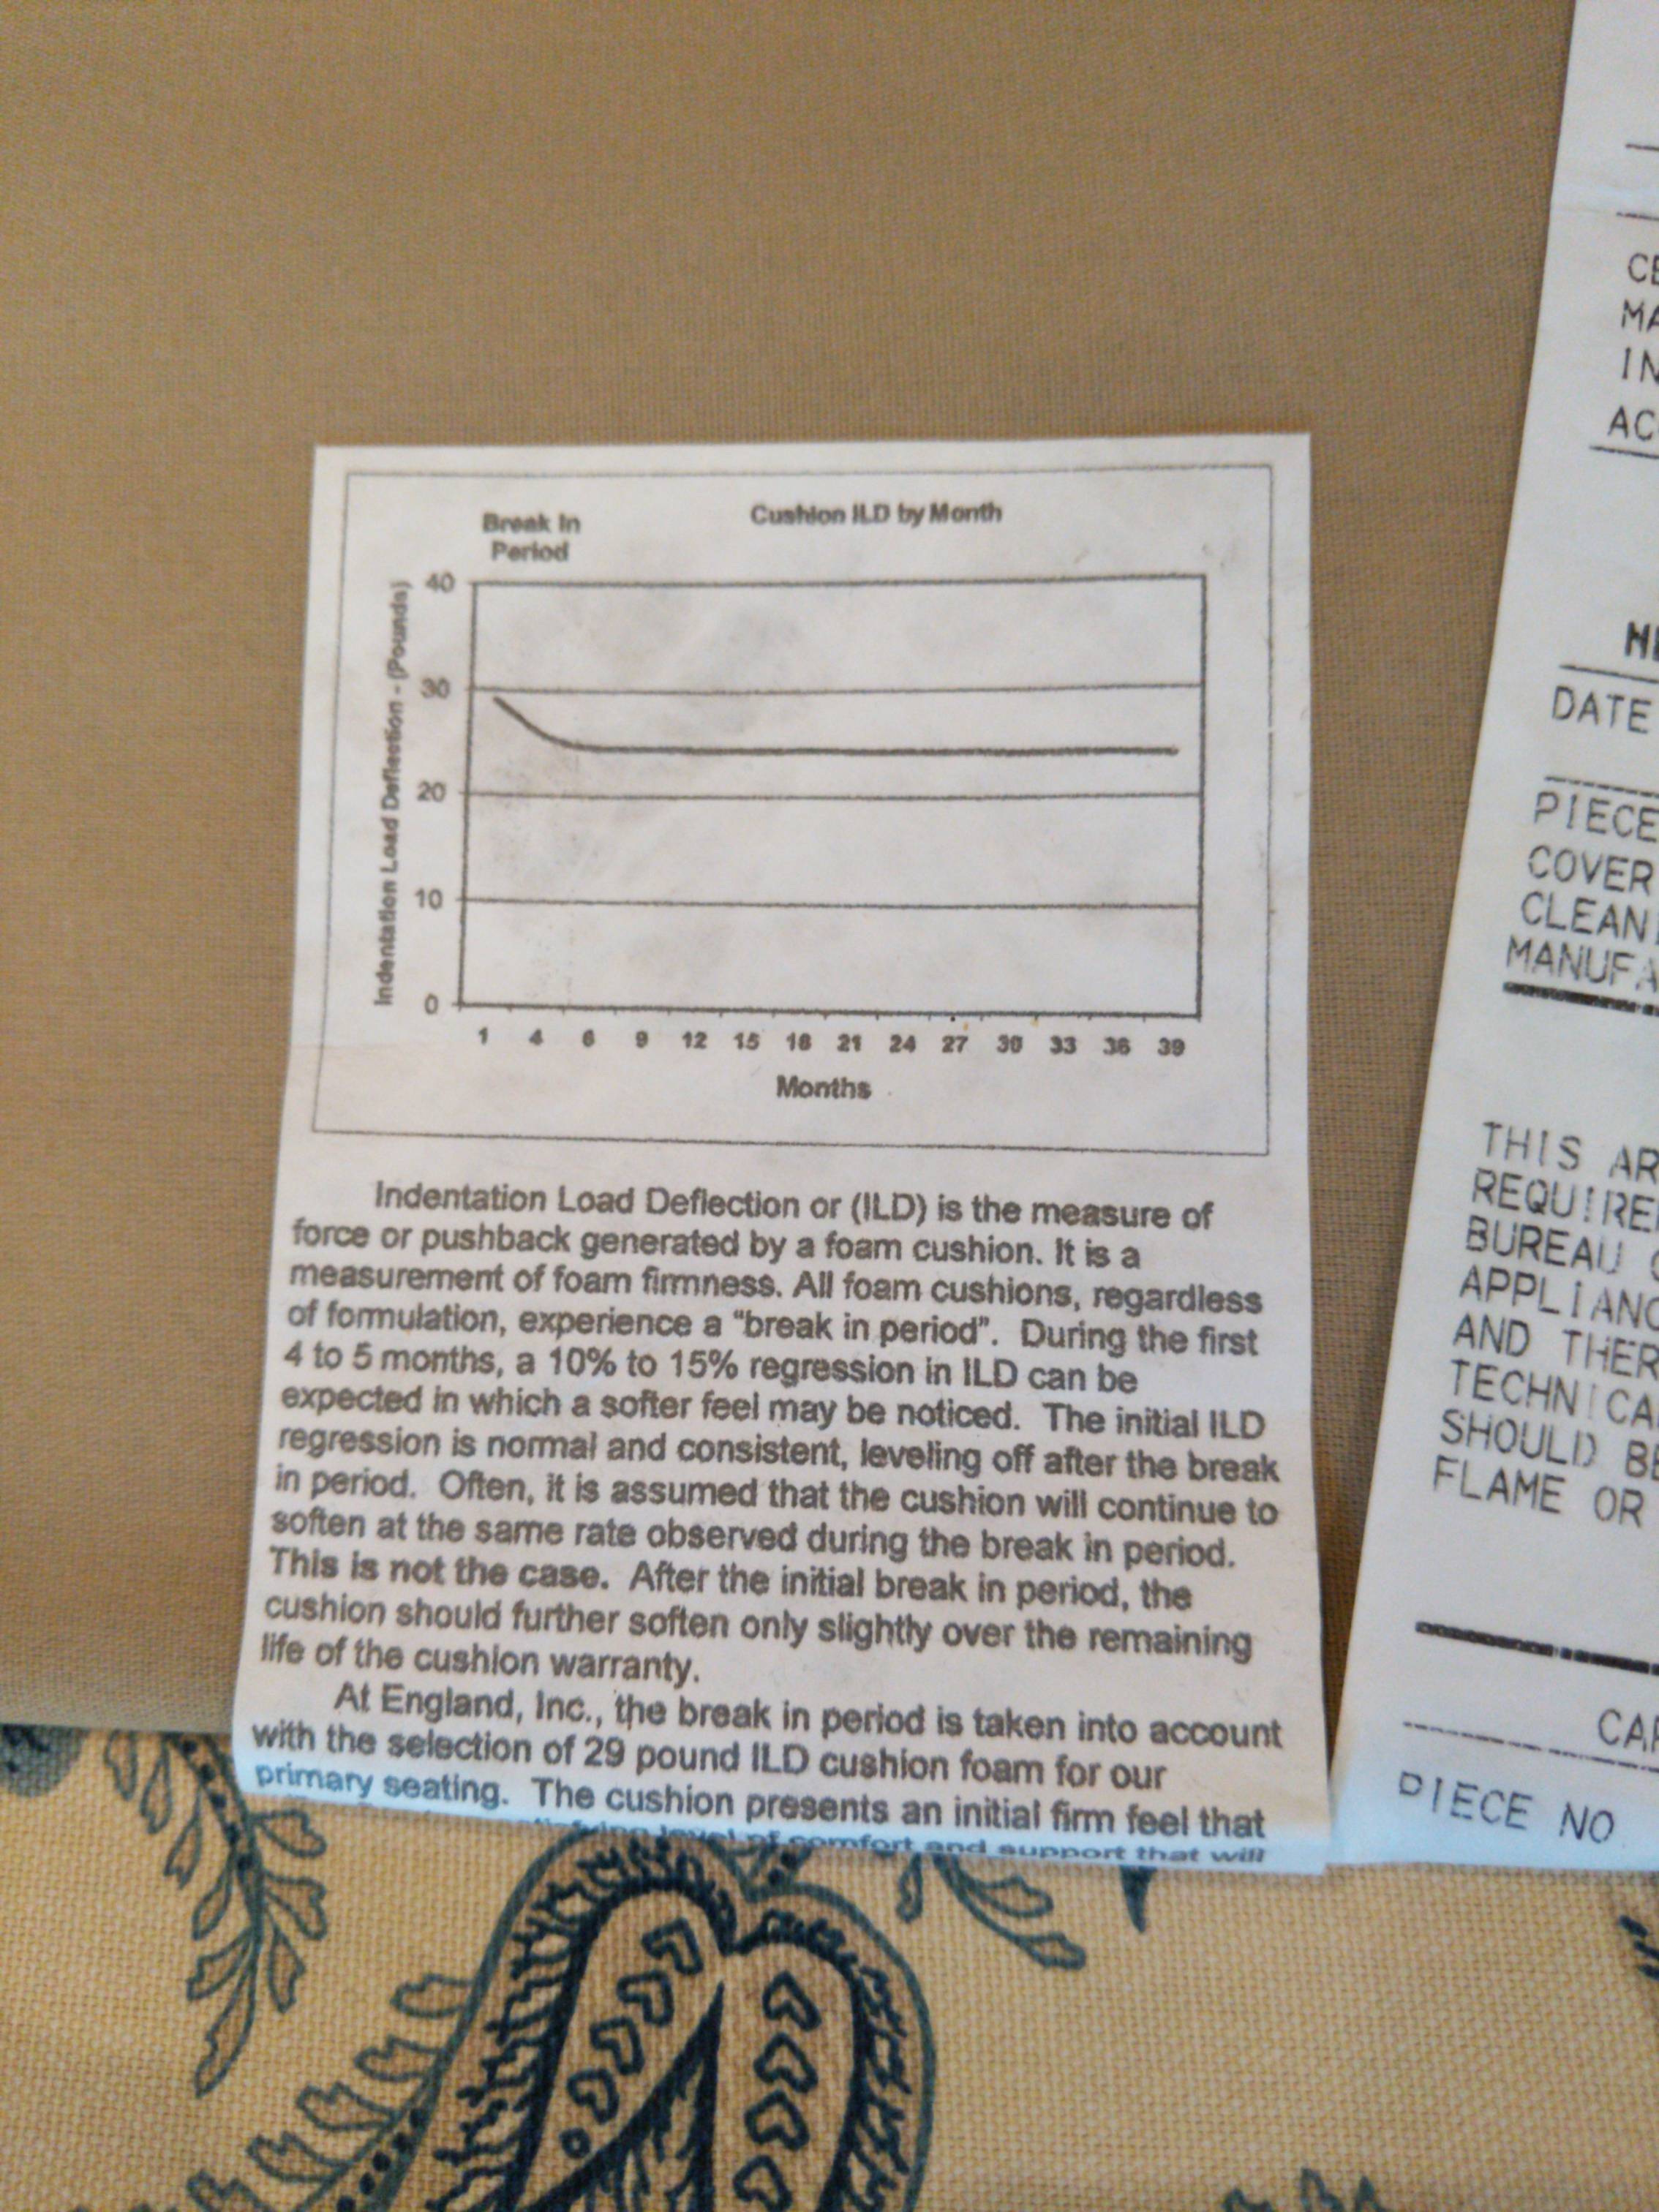 Break In
Period
Cushion ILD by Month
Indentation Load Deflection - (Pounds)
40
30
20
10
0
1 4 6 9 12 15 18 21 24 27 30 33 36 39
Months
Indentation Load Deflection or (ILD) is the measure of
force or pushback generated by a foam cushion. It is a
measurement of foam firmness. All foam cushions, regardless
of formulation, experience a "break in period". During the first
4 to 5 months, a 10% to 15% regression in ILD can be
expected in which a softer feel may be noticed. The initial ILD
regression is normal and consistent, leveling off after the break
in period. Often, it is assumed that the cushion will continue to
soften at the same rate observed during the break in period.
This is not the case. After the initial break in period, the
cushion should further soften only slightly over the remaining
life of the cushion warranty.
At England, Inc., the break in period is taken into account
with the selection of 29 pound ILD cushion foam for our
primary seating. The cushion presents an initial firm feel that
level of comfort and support that will
CE
MA
IN
AC
DATE
PIECE
COVER
CLEAN
MANUFA
THIS AR
REQUIRE
BUREAU
APPLIANC
AND THER
TECHNICA
SHOULD BE
FLAME OR
CAR
PIECE NO